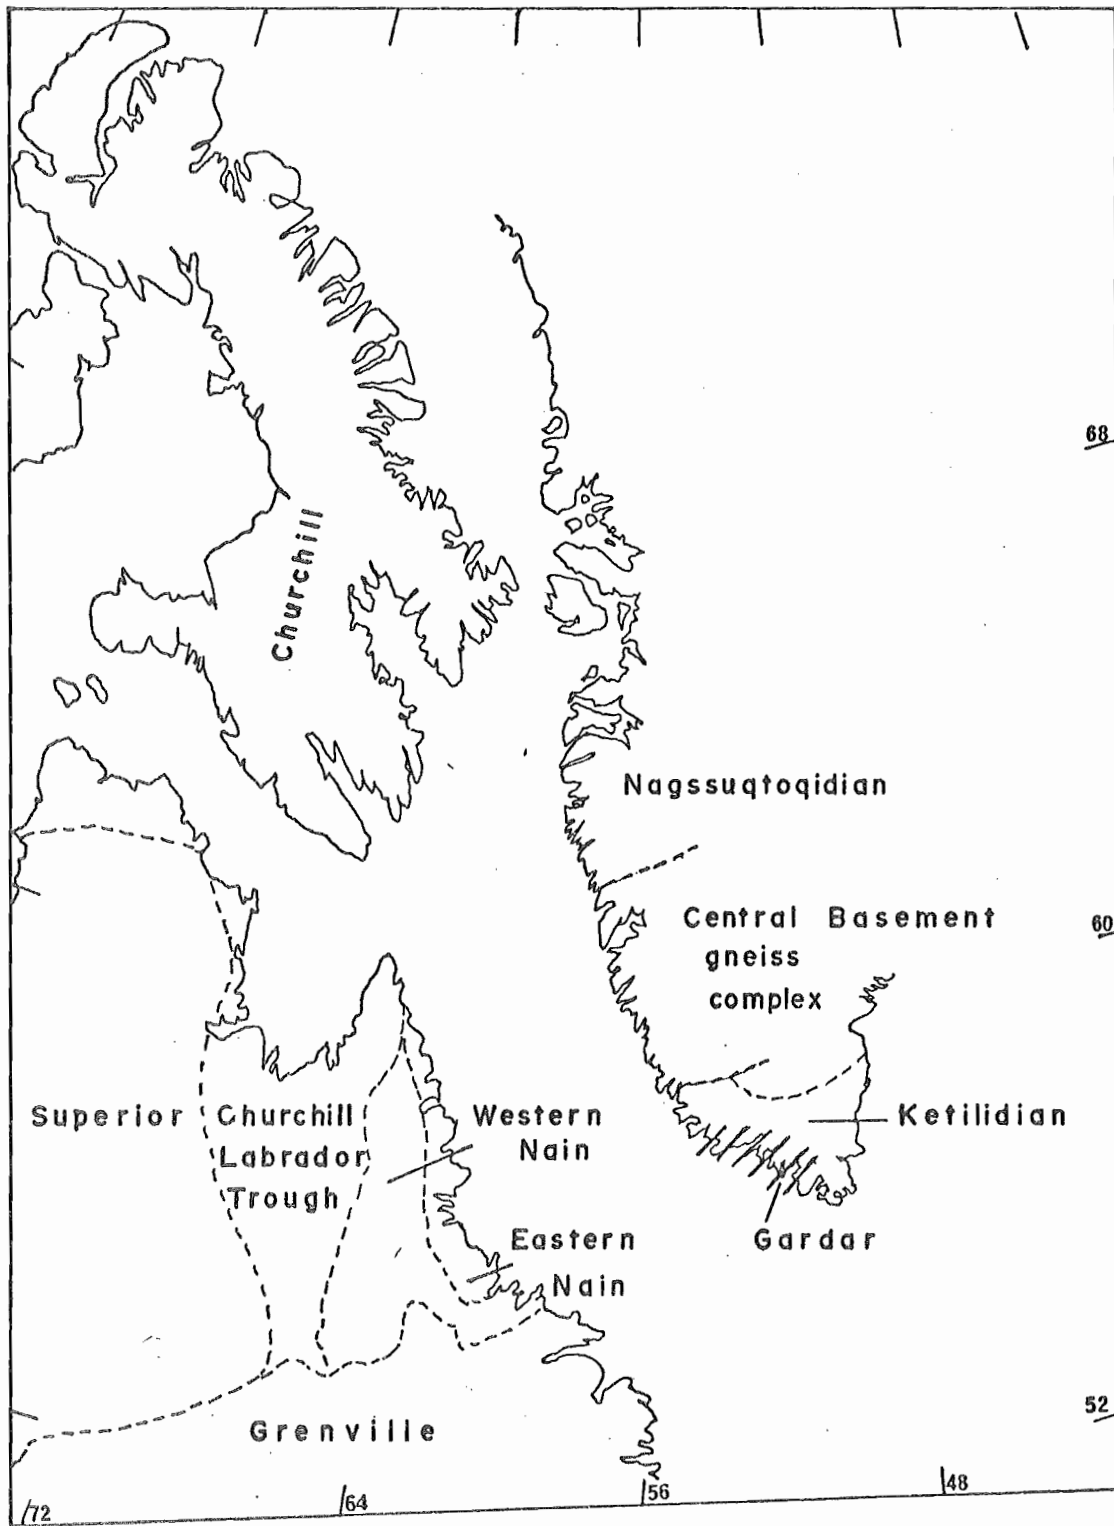 68
Churchill
Nagssuqtoqidian
60
Central Basement
gneiss
complex
Superior
Churchill
Labrador
Trough
Western
Nain
Ketilidian
Eastern
Nain
Gardar
52
Grenville
72
64
56
48